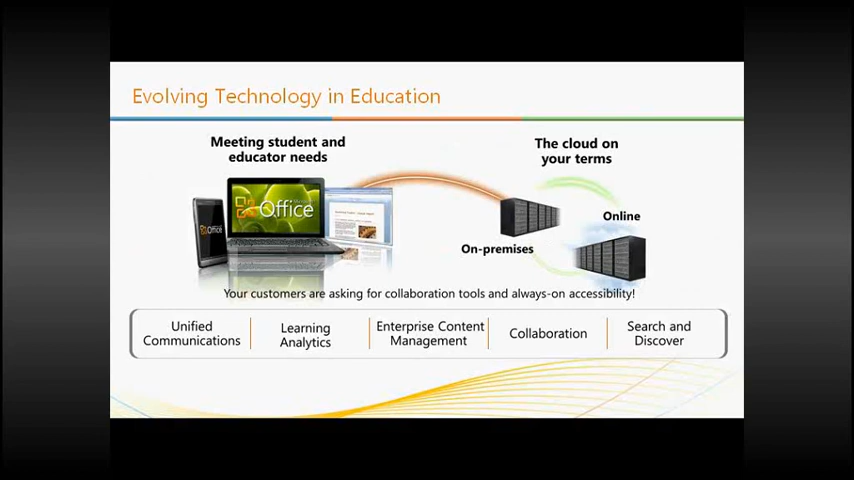 Evolving Technology in Education
Meeting student and
educator needs
The cloud on
your terms
Office
Office
Online
On-premises
Your customers are asking for collaboration tools and always-on accessibility!
Unified
Communications
Learning
Analytics
Enterprise Content
Management
Collaboration
Search and
Discover